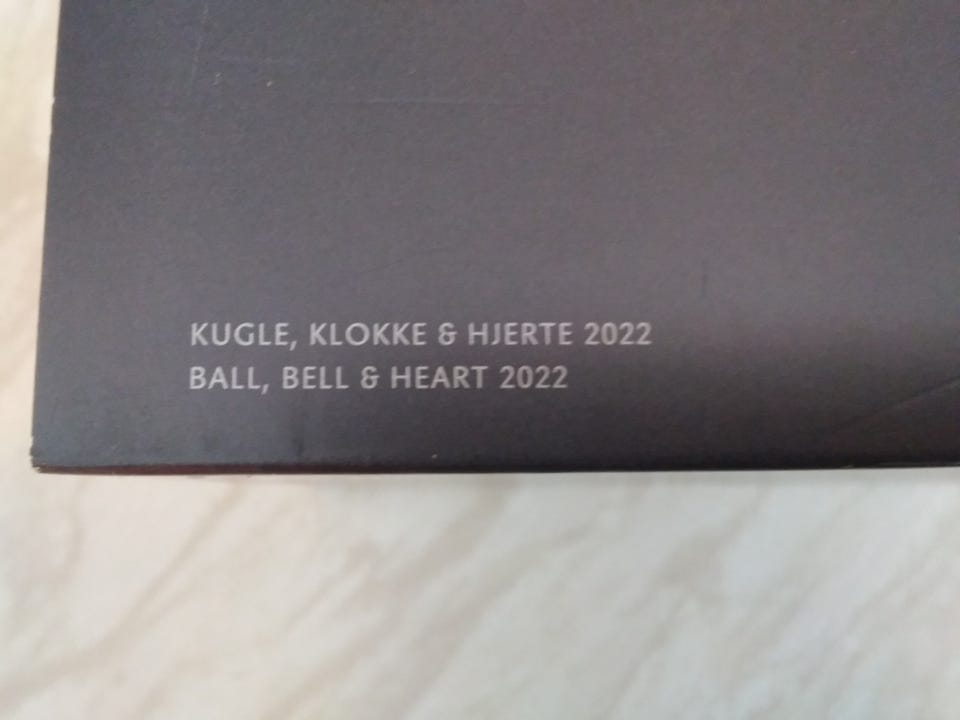 KUGLE, KLOKKE & HJERTE 2022
BALL, BELL & HEART 2022